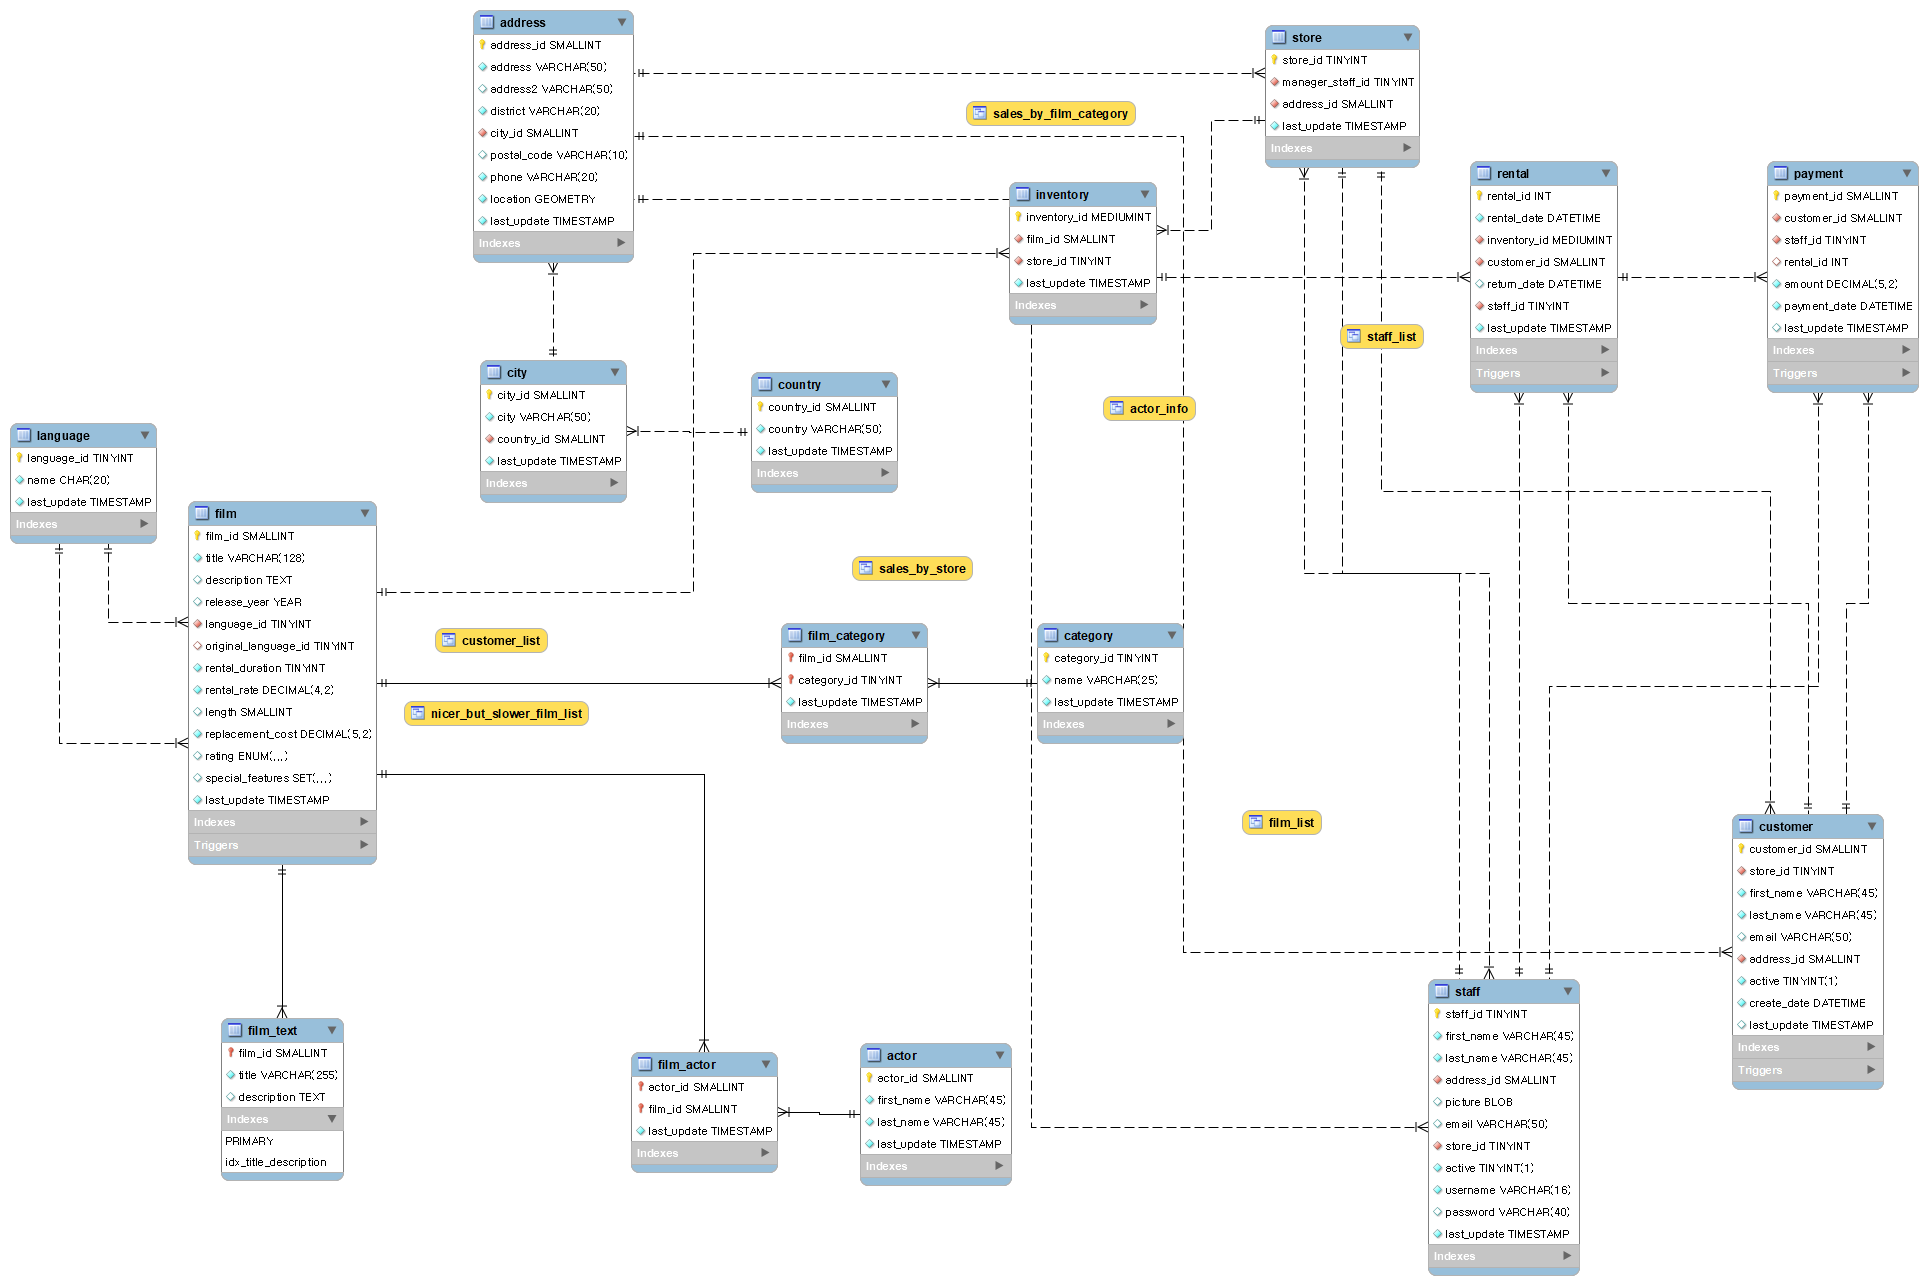 address
address_id SMALLINT
address VARCHAR(50)
address2 VARCHAR(50)
district VARCHAR(20)
city_id SMALLINT
postal_code VARCHAR(10)
phone VARCHAR(20)
location GEOMETRY
last_update TIMESTAMP
Indexes
store
store_id TINYINT
manager_staff_id TINYINT
address_id SMALLINT
last_update TIMESTAMP
Indexes
sales_by_film_category
inventory
inventory_id MEDIUMINT
film_id SMALLINT
store_id TINYINT
last_update TIMESTAMP
Indexes
rental
rental_id INT
rental_date DATETIME
inventory_id MEDIUMINT
customer_id SMALLINT
return_date DATETIME
staff_id TINYINT
last_update TIMESTAMP
Indexes
Triggers
payment
payment_id SMALLINT
customer_id SMALLINT
staff_id TINYINT
rental_id INT
amount DECIMAL(5,2)
payment_date DATETIME
last_update TIMESTAMP
Indexes
Triggers
staff_list
city
city_id SMALLINT
city VARCHAR(50)
country_id SMALLINT
last_update TIMESTAMP
Indexes
country
country_id SMALLINT
country VARCHAR(50)
last_update TIMESTAMP
Indexes
actor_info
language
language_id TINYINT
name CHAR(20)
last_update TIMESTAMP
Indexes
film
film_id SMALLINT
title VARCHAR(128)
description TEXT
release_year YEAR
language_id TINYINT
original_language_id TINYINT
rental_duration TINYINT
rental_rate DECIMAL(4,2)
length SMALLINT
replacement_cost DECIMAL(5,2)
rating ENUM(,,,)
special_features SET(,,,)
last_update TIMESTAMP
Indexes
Triggers
sales_by_store
customer_list
nicer_but_slower_film_list
film_category
film_id SMALLINT
category_id TINYINT
last_update TIMESTAMP
Indexes
category
category_id TINYINT
name VARCHAR(25)
last_update TIMESTAMP
Indexes
film_list
customer
customer_id SMALLINT
store_id TINYINT
first_name VARCHAR(45)
last_name VARCHAR(45)
email VARCHAR(50)
address_id SMALLINT
active TINYINT(1)
create_date DATETIME
last_update TIMESTAMP
Indexes
Triggers
film_text
film_id SMALLINT
title VARCHAR(255)
description TEXT
Indexes
PRIMARY
idx_title_description
film_actor
actor_id SMALLINT
film_id SMALLINT
last_update TIMESTAMP
Indexes
actor
actor_id SMALLINT
first_name VARCHAR(45)
last_name VARCHAR(45)
last_update TIMESTAMP
Indexes
staff
staff_id TINYINT
first_name VARCHAR(45)
last_name VARCHAR(45)
address_id SMALLINT
picture BLOB
email VARCHAR(50)
store_id TINYINT
active TINYINT(1)
username VARCHAR(16)
password VARCHAR(40)
last_update TIMESTAMP
Indexes